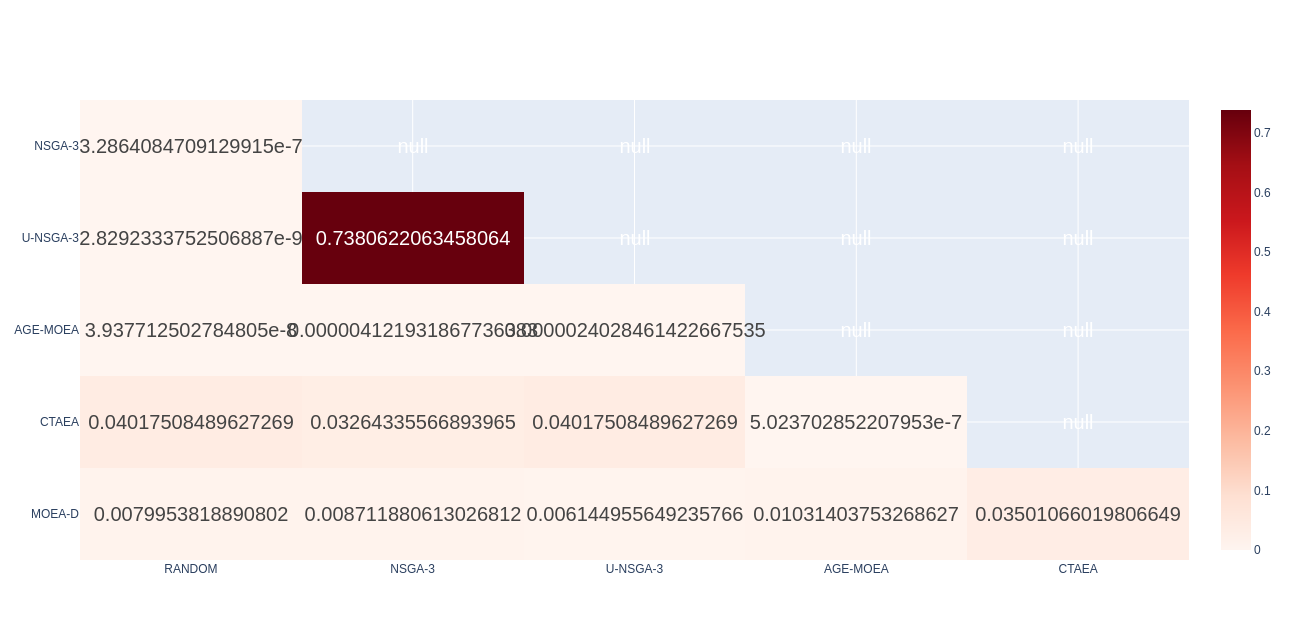 NSGA-3 3.2864084709129915e-7 null null null null
U-NSGA-3 2.8292333752506887e-9 0.7380622063458064 null null null
AGE-MOEA 3.937712502784805e-8 0.0000024028461422667535 null null
CTAEA 0.04017508489627269 0.03264335566893965 0.04017508489627269 5.023702852207953e-7 null
MOEA-D 0.0079953818890802 0.008711880613026812 0.006144955649235766 0.01031403753268627 0.03501066019806649
RANDOM NSGA-3 U-NSGA-3 AGE-MOEA CTAEA
0.7
0.6
0.5
0.4
0.3
0.2
0.1
0